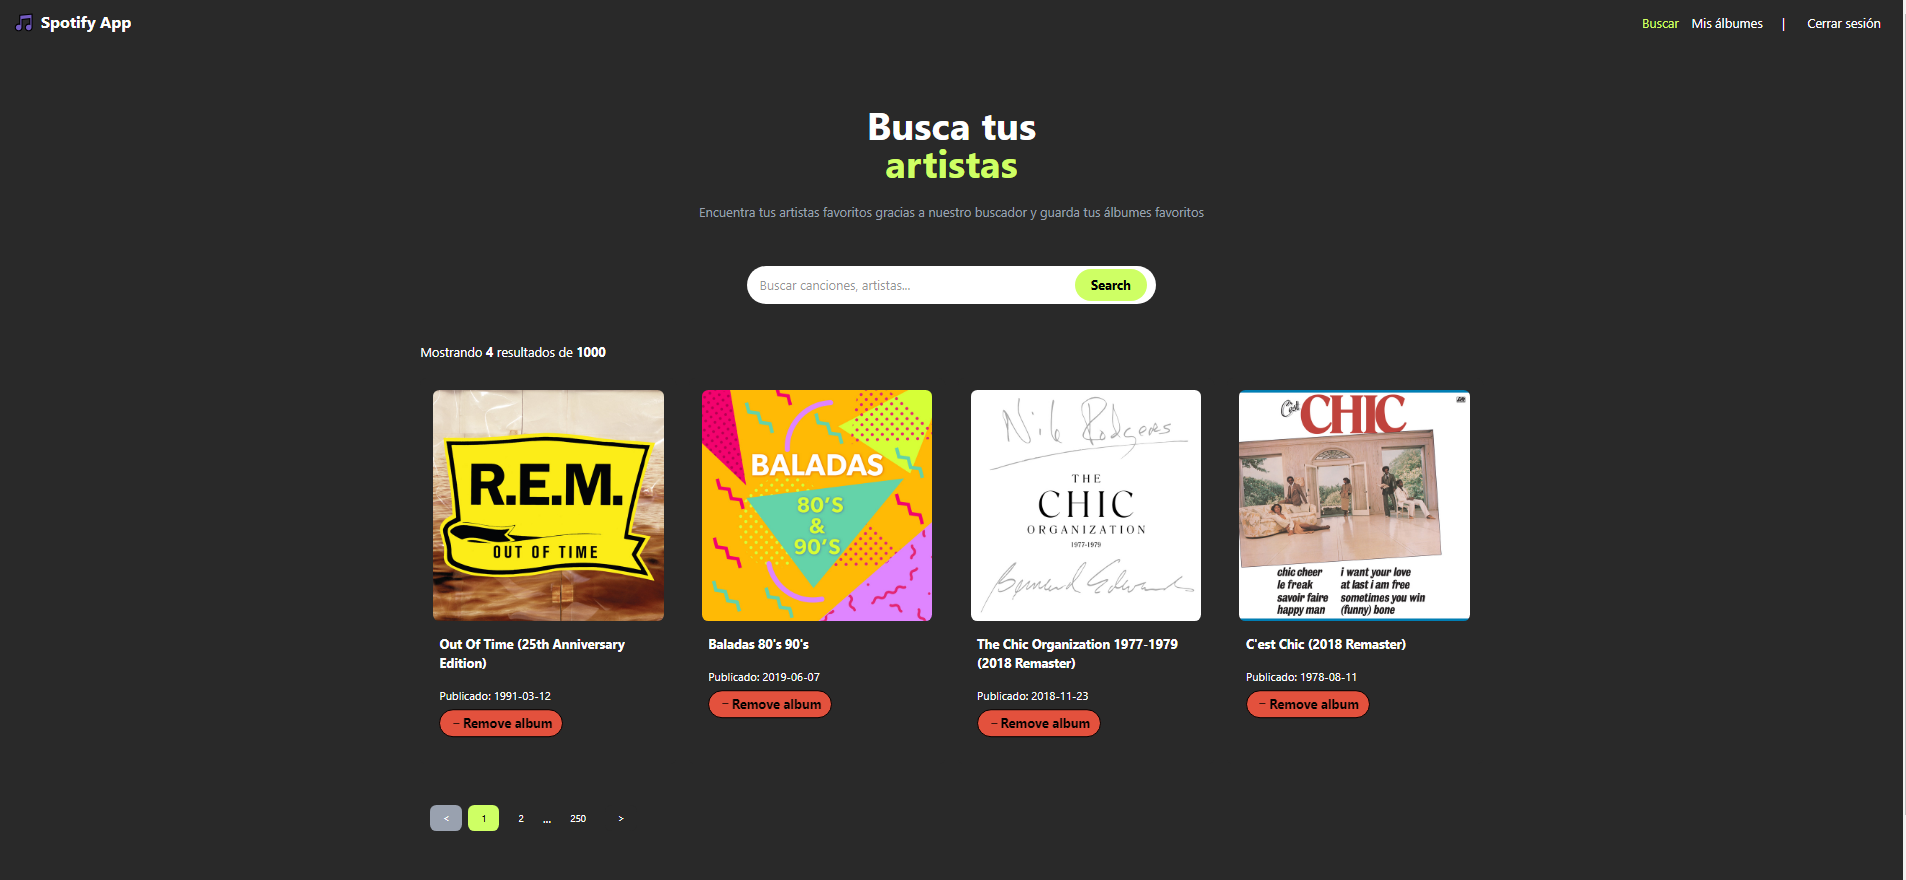 Spotify App
Buscar
Mis álbumes
|
Cerrar sesión
Busca tus
artistas
Encuentra tus artistas favoritos gracias a nuestro buscador y guarda tus álbumes favoritos
Buscar canciones, artistas...
Search
Mostrando 4 resultados de 1000
R.E.M.
OUT OF TIME
Out Of Time (25th Anniversary
Edition)
Publicado: 1991-03-12
− Remove album
BALADAS
80'S
&
90'S
Baladas 80's 90's
Publicado: 2019-06-07
− Remove album
Nile Rodgers
THE
CHIC
ORGANIZATION
1977-1979
Bernard Edwards
The Chic Organization 1977-1979
(2018 Remaster)
Publicado: 2018-11-23
− Remove album
C'est CHIC
chic cheer
le freak
savoir faire
happy man
i want your love
at last i am free
sometimes you win
(funny) bone
C'est Chic (2018 Remaster)
Publicado: 1978-08-11
− Remove album
< 1 2 ... 250 >